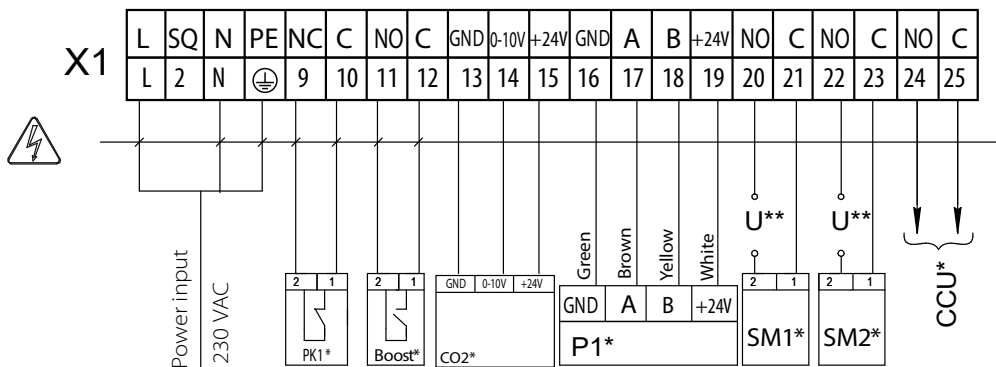 X1
L SQ N PE NC C NO C GND 0-10V +24V GND A B +24V NO C NO C NO C
L 2 N 9 10 11 12 13 14 15 16 17 18 19 20 21 22 23 24 25
Power input
230 VAC
2 1
PK1*
2 1
Boost*
GND 0-10V +24V
CO2*
Green
Brown
Yellow
White
GND A B +24V
P1*
U**
2 1
SM1*
U**
2 1
SM2*
CCU*